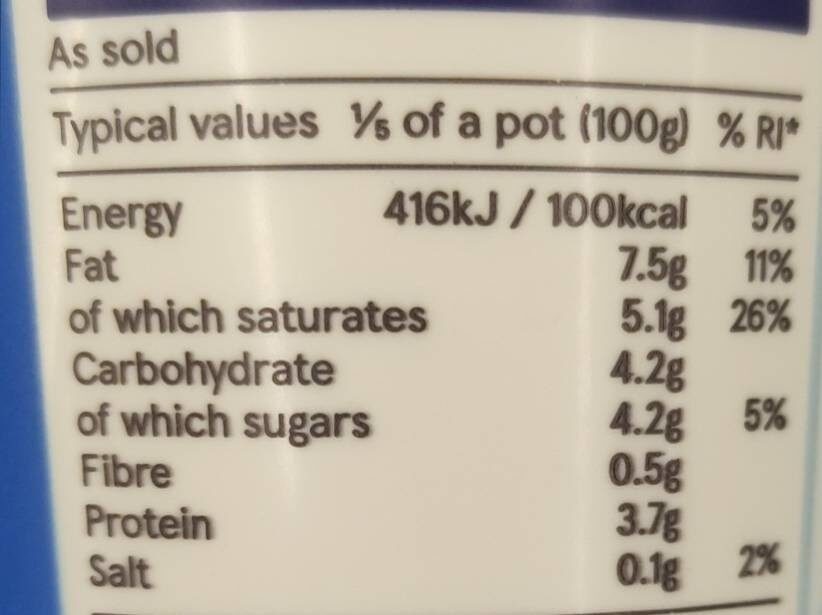 As sold
Typical values ⅕ of a pot (100g) % RI*
Energy 416kJ / 100kcal 5%
Fat 7.5g 11%
of which saturates 5.1g 26%
Carbohydrate 4.2g
of which sugars 4.2g 5%
Fibre 0.5g
Protein 3.7g
Salt 0.1g 2%